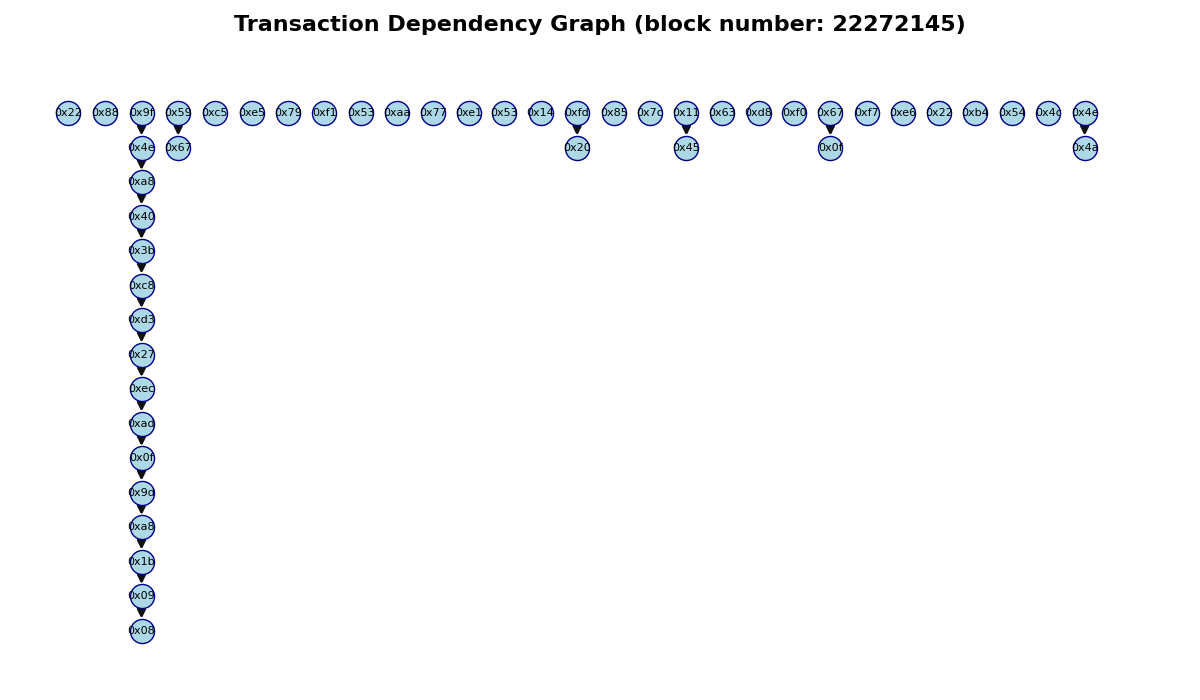 Transaction Dependency Graph (block number: 22272145)
0x22 0x88 0x9f 0x59 0xc5 0xe5 0x79 0xf1 0x53 0xaa 0x77 0xe1 0x53 0x14 0xfd 0x85 0x7c 0x11 0x63 0xd8 0xf0 0x67 0xf7 0xe6 0x22 0xb4 0x54 0x4c 0x4e
0x4e 0x67 0x20 0x45 0x0f 0x4a
0xa8
0x40
0x3b
0xc8
0xd3
0x27
0xec
0xad
0x0f
0x9d
0xa8
0x1b
0x09
0x08